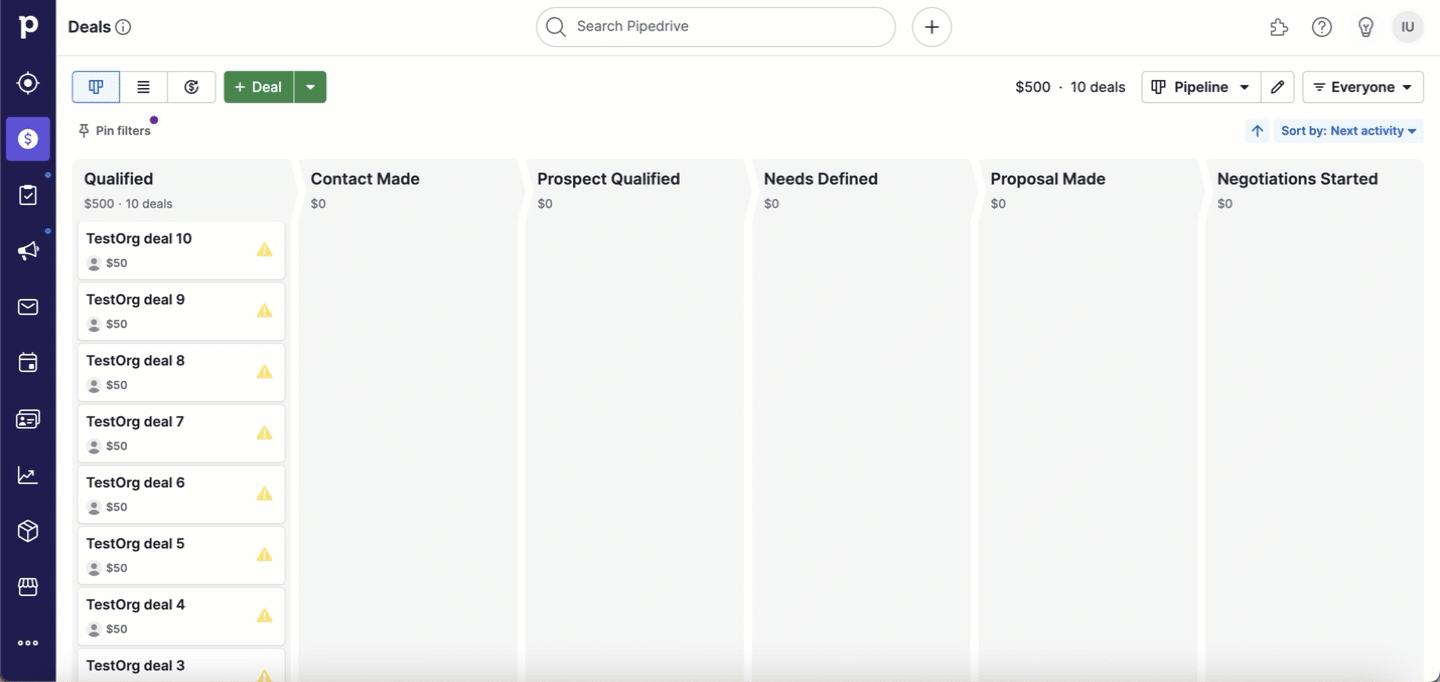 p
Deals
Search Pipedrive
IU
Deal
$500 · 10 deals
Pipeline
Everyone
Pin filters
Sort by: Next activity
Qualified
$500 · 10 deals
Contact Made
$0
Prospect Qualified
$0
Needs Defined
$0
Proposal Made
$0
Negotiations Started
$0
TestOrg deal 10
$50
TestOrg deal 9
$50
TestOrg deal 8
$50
TestOrg deal 7
$50
TestOrg deal 6
$50
TestOrg deal 5
$50
TestOrg deal 4
$50
TestOrg deal 3